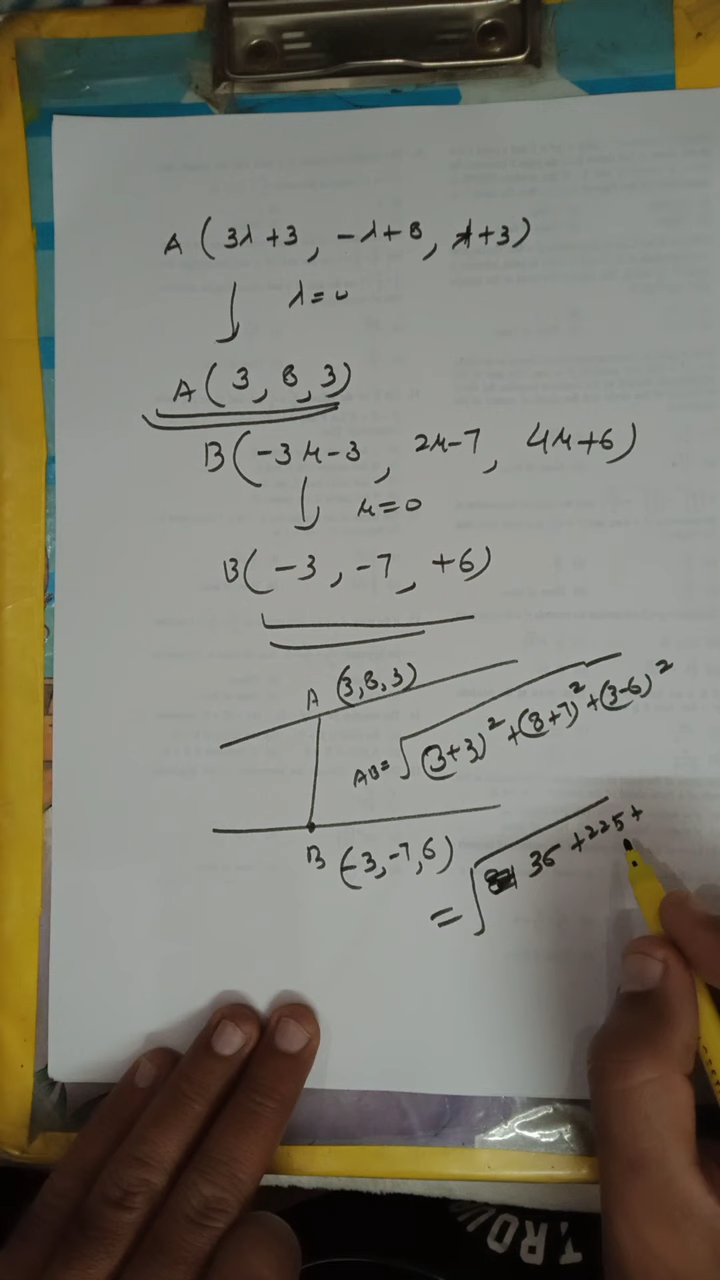 A ( 3λ+3 , -λ+8, λ+3)
λ=0
A( 3, 8, 3)
B(-3μ-3 , 2μ-7, 4μ+6)
μ=0
B(-3, -7, +6)
A (3,8,3)
AB= √(3+3)²+(8+7)²+(3-6)²
B (-3,-7,6)
= √ 36 +225+